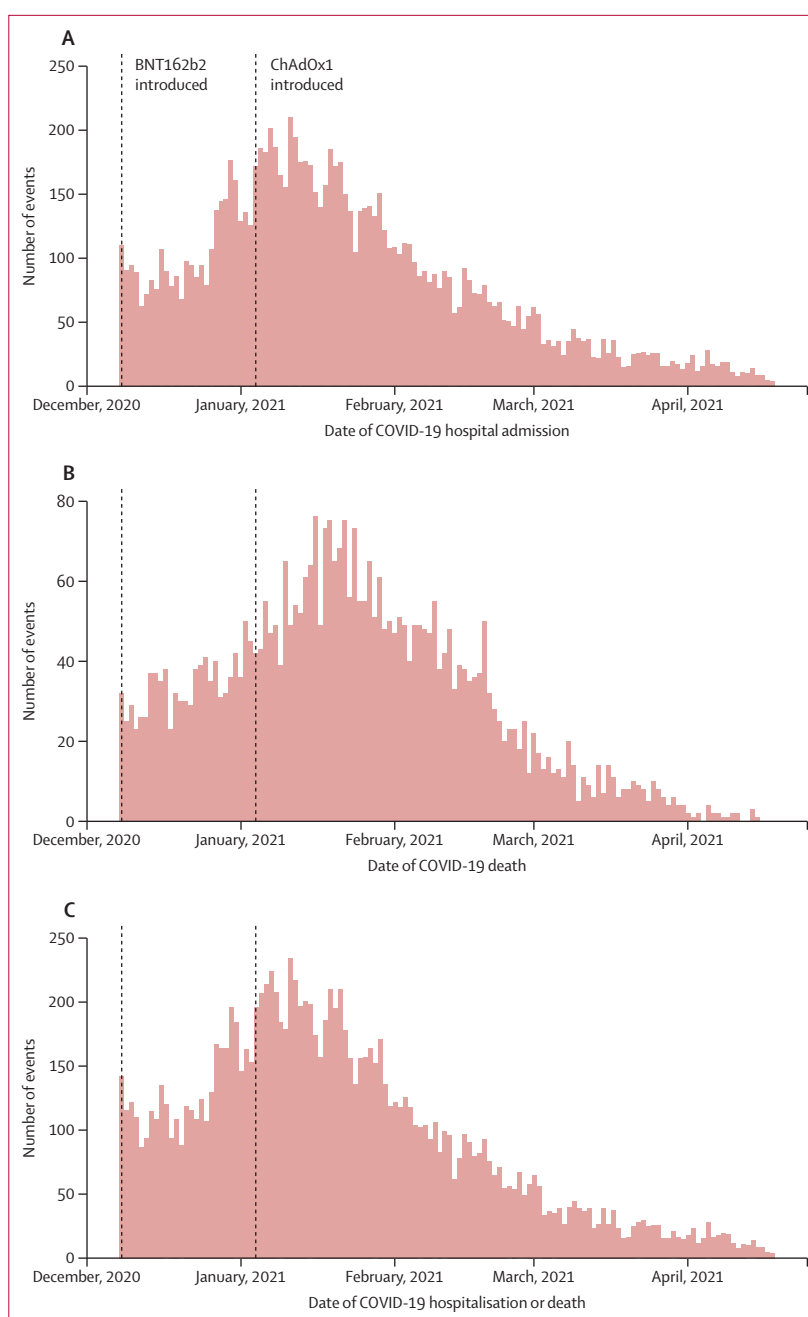 A
BNT162b2
introduced
ChAdOx1
introduced
250
200
150
100
50
0
Number of events
December, 2020
January, 2021
February, 2021
March, 2021
April, 2021
Date of COVID-19 hospital admission
B
80
60
40
20
0
Number of events
December, 2020
January, 2021
February, 2021
March, 2021
April, 2021
Date of COVID-19 death
C
250
200
150
100
50
0
Number of events
December, 2020
January, 2021
February, 2021
March, 2021
April, 2021
Date of COVID-19 hospitalisation or death